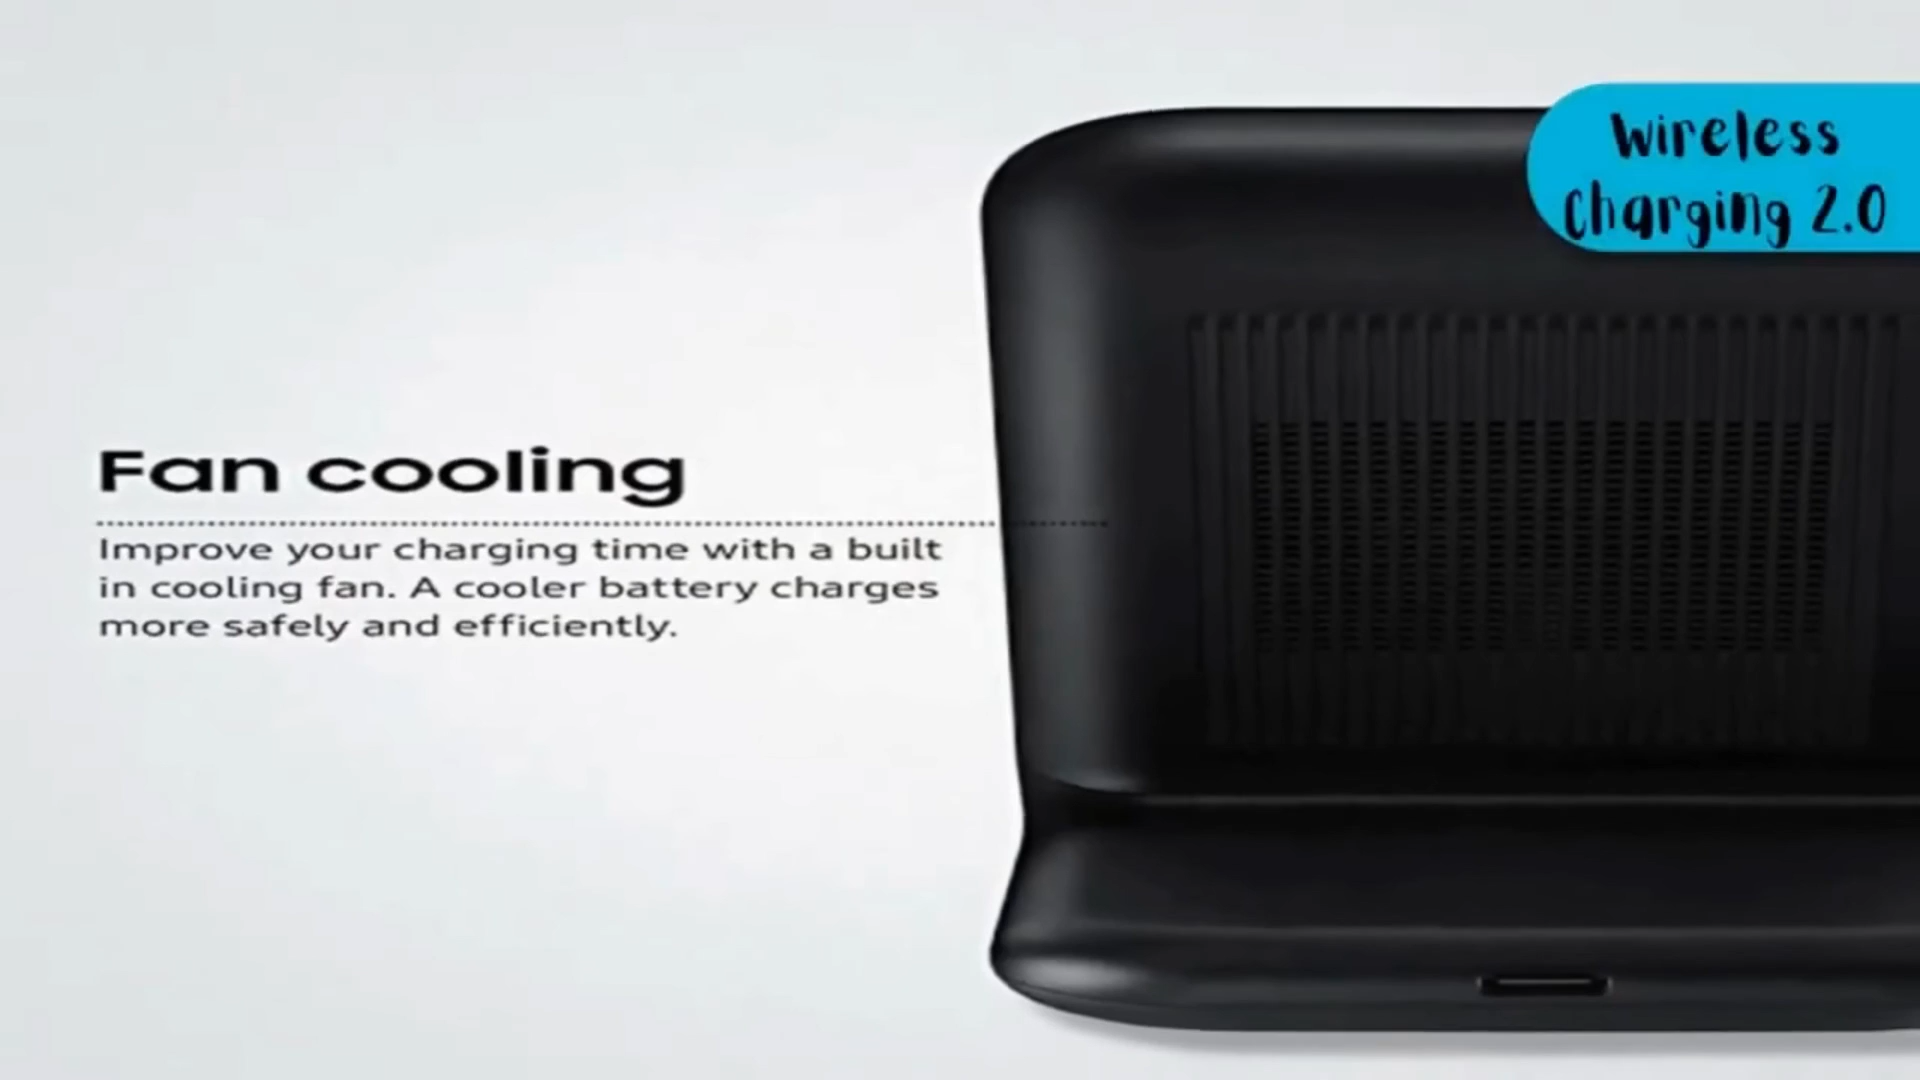 Wireless
Charging 2.0
Fan cooling
Improve your charging time with a built
in cooling fan. A cooler battery charges
more safely and efficiently.